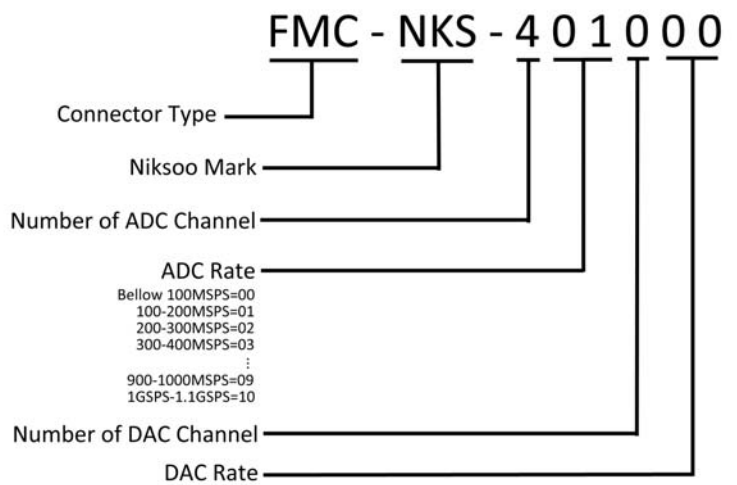 FMC - NKS - 4 0 1 0 0 0
Connector Type
Niksoo Mark
Number of ADC Channel
ADC Rate
Bellow 100MSPS=00
100-200MSPS=01
200-300MSPS=02
300-400MSPS=03
⋮
900-1000MSPS=09
1GSPS-1.1GSPS=10
Number of DAC Channel
DAC Rate